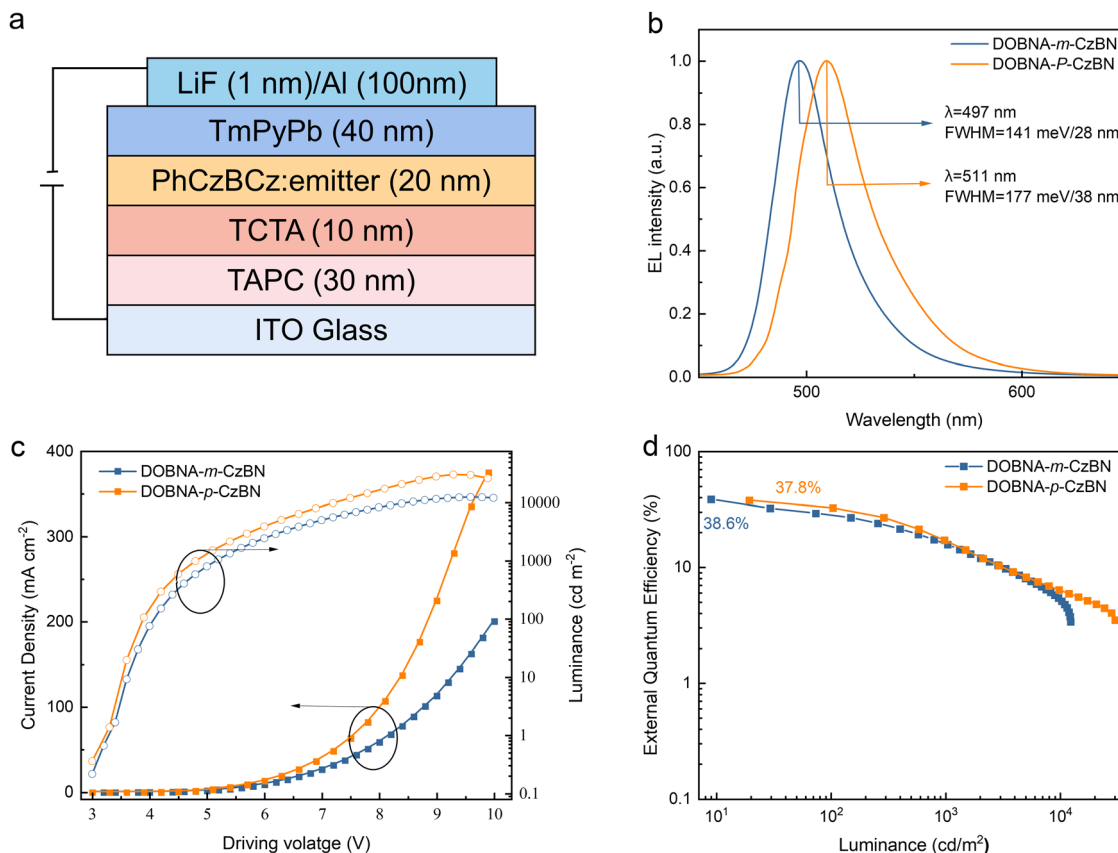 a
LiF (1 nm)/Al (100nm)
TmPyPb (40 nm)
PhCzBCz:emitter (20 nm)
TCTA (10 nm)
TAPC (30 nm)
ITO Glass
b
DOBNA-m-CzBN
DOBNA-P-CzBN
λ=497 nm
FWHM=141 meV/28 nm
λ=511 nm
FWHM=177 meV/38 nm
1.0
0.8
0.6
0.4
0.2
0.0
EL intensity (a.u.)
500
600
Wavelength (nm)
c
DOBNA-m-CzBN
DOBNA-p-CzBN
400
350
300
250
200
150
100
50
0
Current Density (mA cm-2)
10000
1000
100
10
1
0.1
Luminance (cd m-2)
3
4
5
6
7
8
9
10
Driving volatge (V)
d
DOBNA-m-CzBN
DOBNA-p-CzBN
37.8%
38.6%
100
10
1
0.1
External Quantum Efficiency (%)
10¹
10²
10³
10⁴
Luminance (cd/m²)